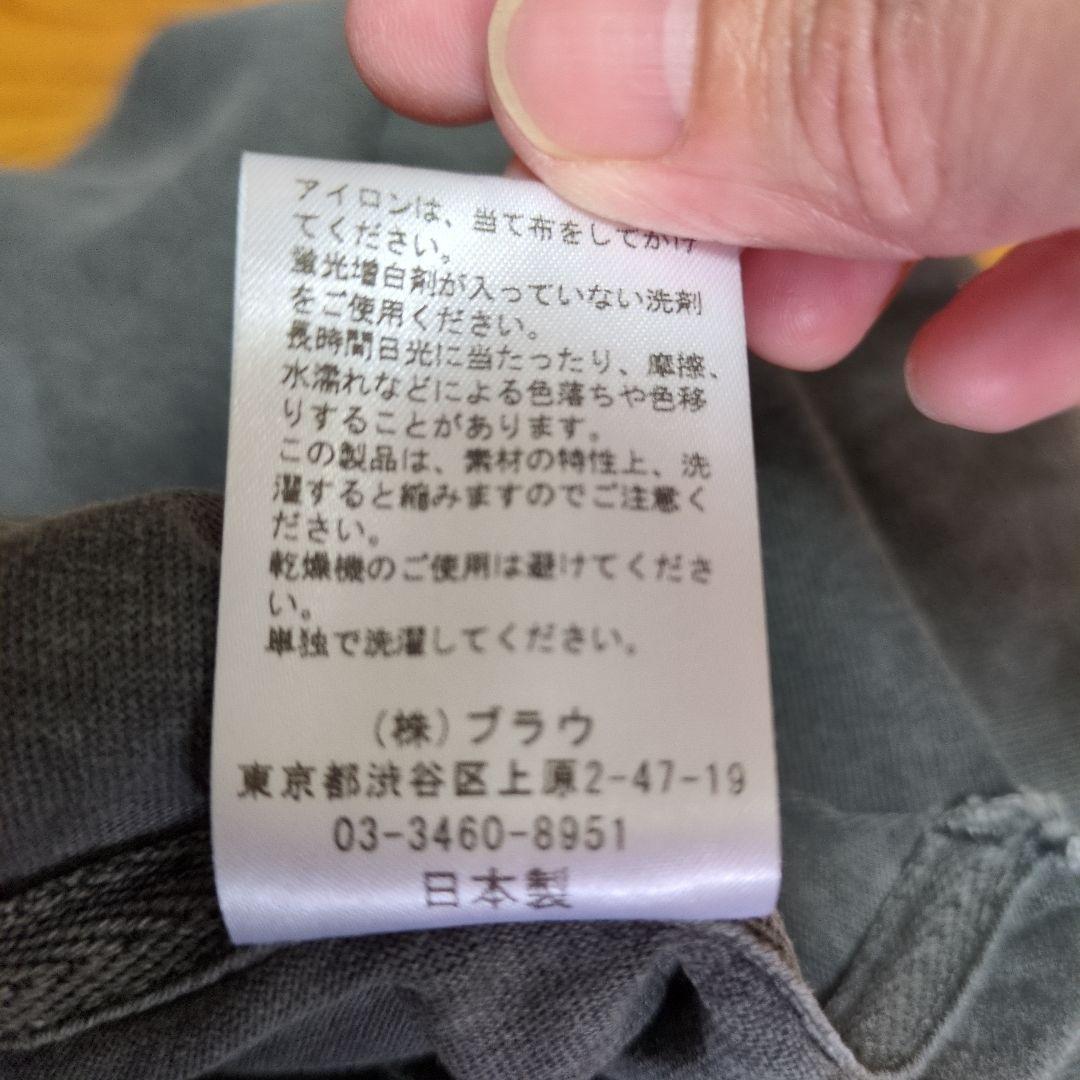 アイロンは、当て布をしてかけ
てください。
蛍光増白剤が入っていない洗剤
をご使用ください。
長時間日光に当たったり、摩擦、
水濡れなどによる色落ちや色移
りすることがあります。
この製品は、素材の特性上、洗
濯すると縮みますのでご注意く
ださい。
乾燥機のご使用は避けてくださ
い。
単独で洗濯してください。
(株)ブラウ
東京都渋谷区上原2-47-19
03-3460-8951
日本製